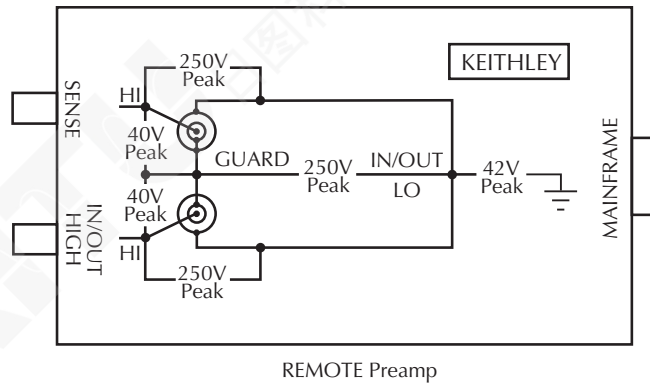 250V
Peak
KEITHLEY
SENSE
HI
40V
Peak
GUARD
250V
Peak
IN/OUT
LO
42V
Peak
MAINFRAME
40V
Peak
IN/OUT
HIGH
HI
250V
Peak
REMOTE Preamp